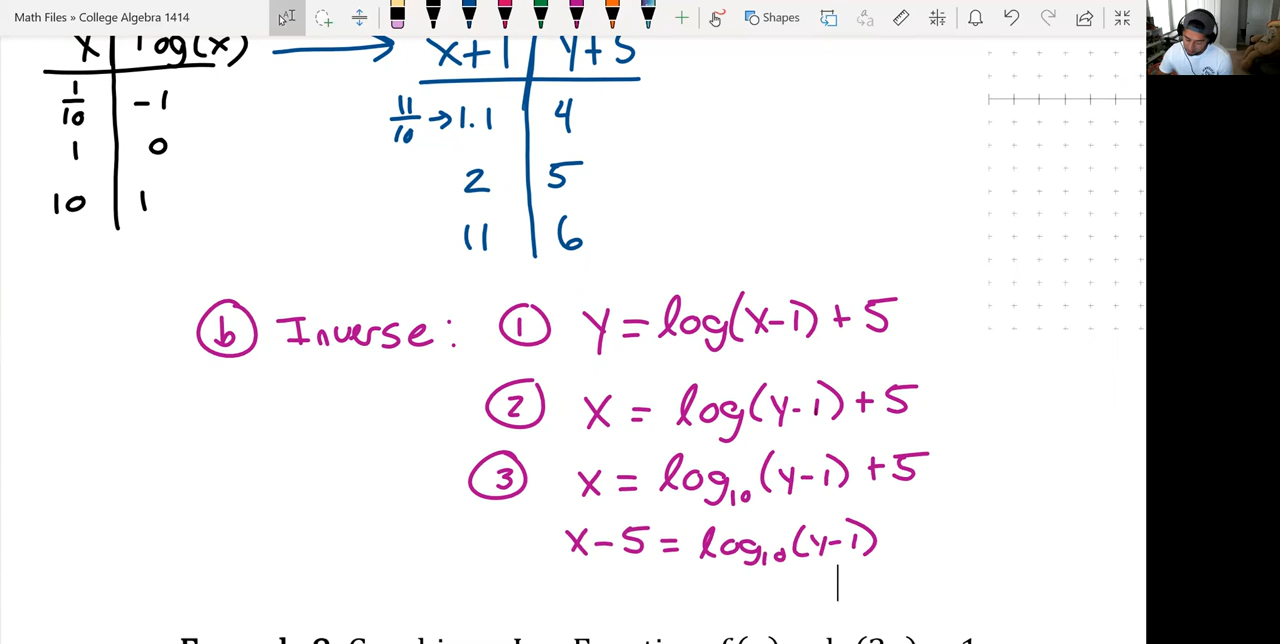 Math Files » College Algebra 1414
Shapes
x | log(x) → x+1 | y+5
1/10 | -1
11/10 → 1.1 | 4
1 | 0
2 | 5
10 | 1
11 | 6
b Inverse: 1 y = log(x-1) + 5
2 x = log(y-1) + 5
3 x = log₁₀(y-1) + 5
x-5 = log₁₀(y-1)